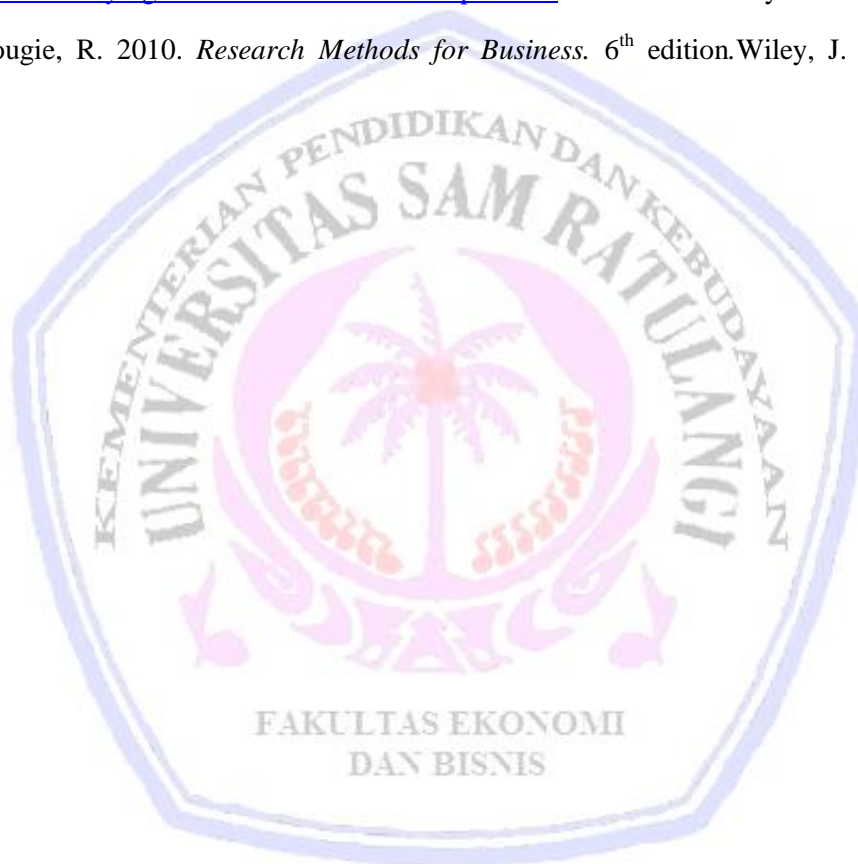 ougie, R. 2010. Research Methods for Business. 6th edition.Wiley, J.
KEMENTERIAN PENDIDIKAN DAN KEBUDAYAAN
UNIVERSITAS SAM RATULANGI
FAKULTAS EKONOMI
DAN BISNIS